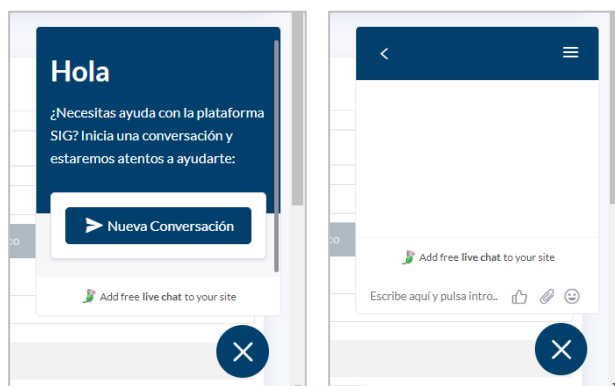 Hola
¿Necesitas ayuda con la plataforma
SIG? Inicia una conversación y
estaremos atentos a ayudarte:
Nueva Conversación
Add free live chat to your site
Add free live chat to your site
Escribe aquí y pulsa intro..